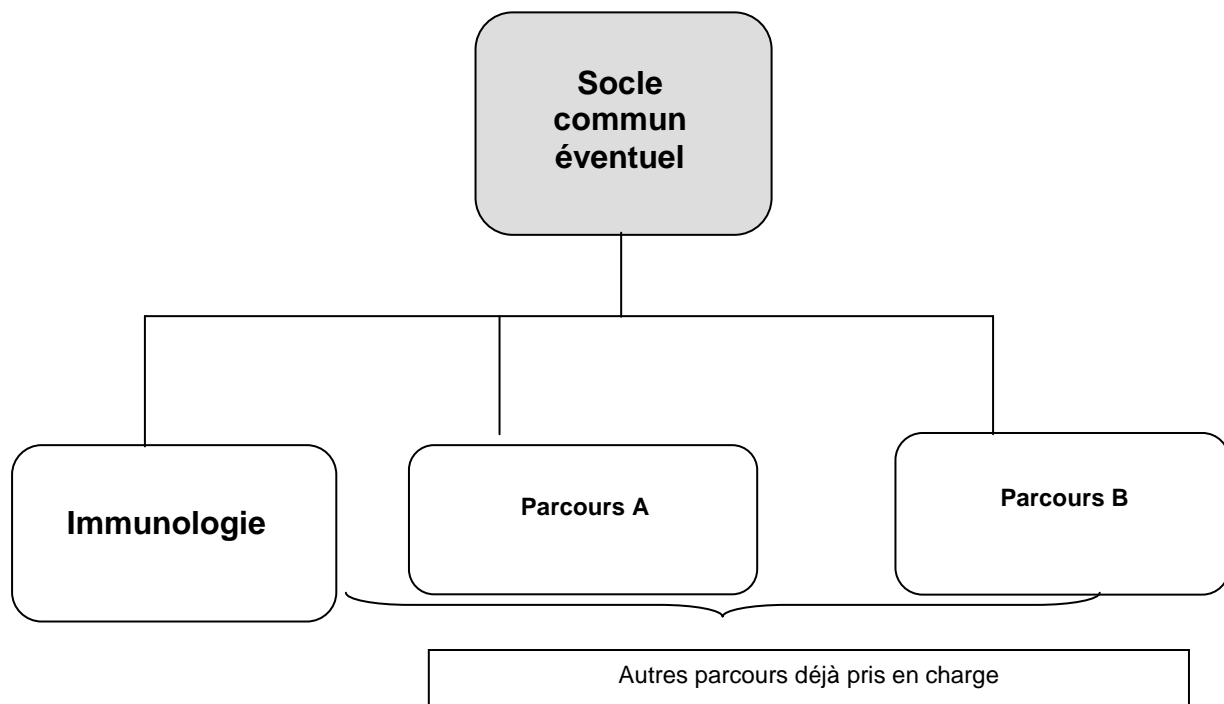 Socle
commun
éventuel
Immunologie
Parcours A
Parcours B
Autres parcours déjà pris en charge